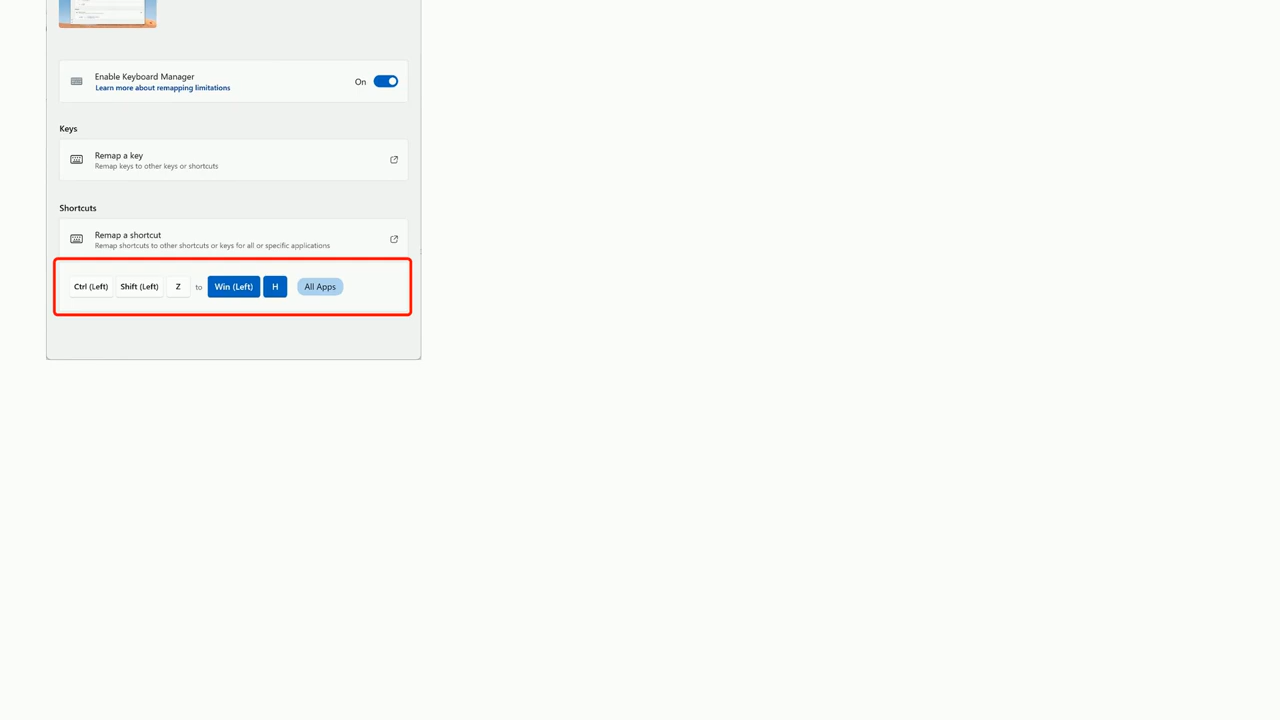 Enable Keyboard Manager
Learn more about remapping limitations
On
Keys
Remap a key
Remap keys to other keys or shortcuts
Shortcuts
Remap a shortcut
Remap shortcuts to other shortcuts or keys for all or specific applications
Ctrl (Left) Shift (Left) Z to Win (Left) H All Apps